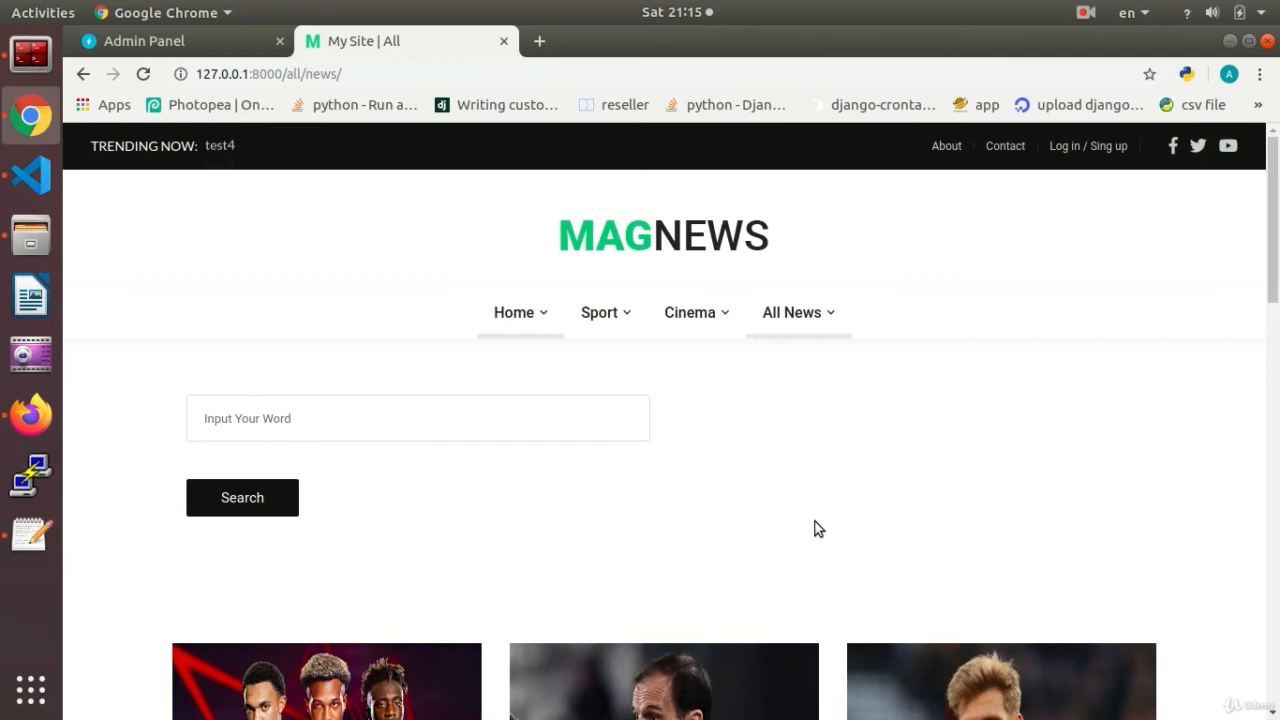 Activities Google Chrome Sat 21:15 en ?
Admin Panel My Site | All
127.0.0.1:8000/all/news/ A
Apps Photopea | On... python - Run a... dj Writing custo... reseller python - Djan... django-cronta... app upload django... csv file »
TRENDING NOW: test4 About Contact Log in / Sing up
MAGNEWS
Home Sport Cinema All News
Input Your Word
Search
Udemy